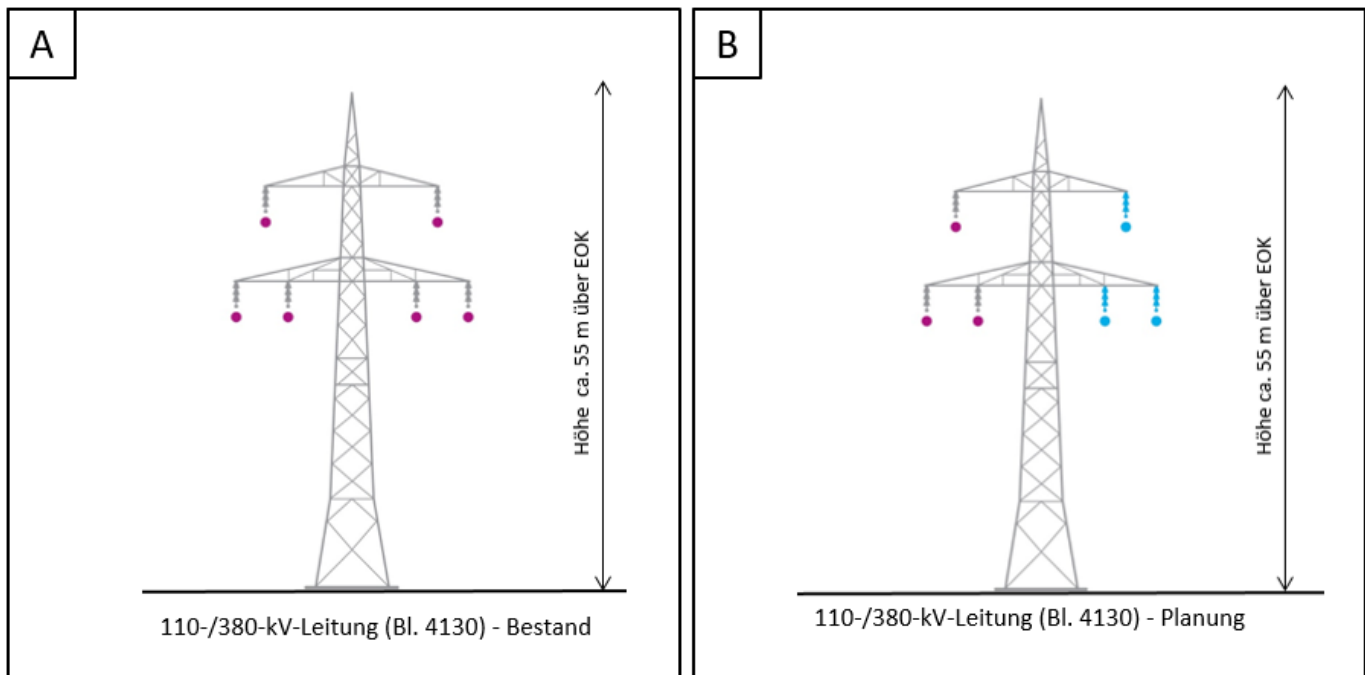 A
Höhe ca. 55 m über EOK
110-/380-kV-Leitung (Bl. 4130) - Bestand
B
Höhe ca. 55 m über EOK
110-/380-kV-Leitung (Bl. 4130) - Planung